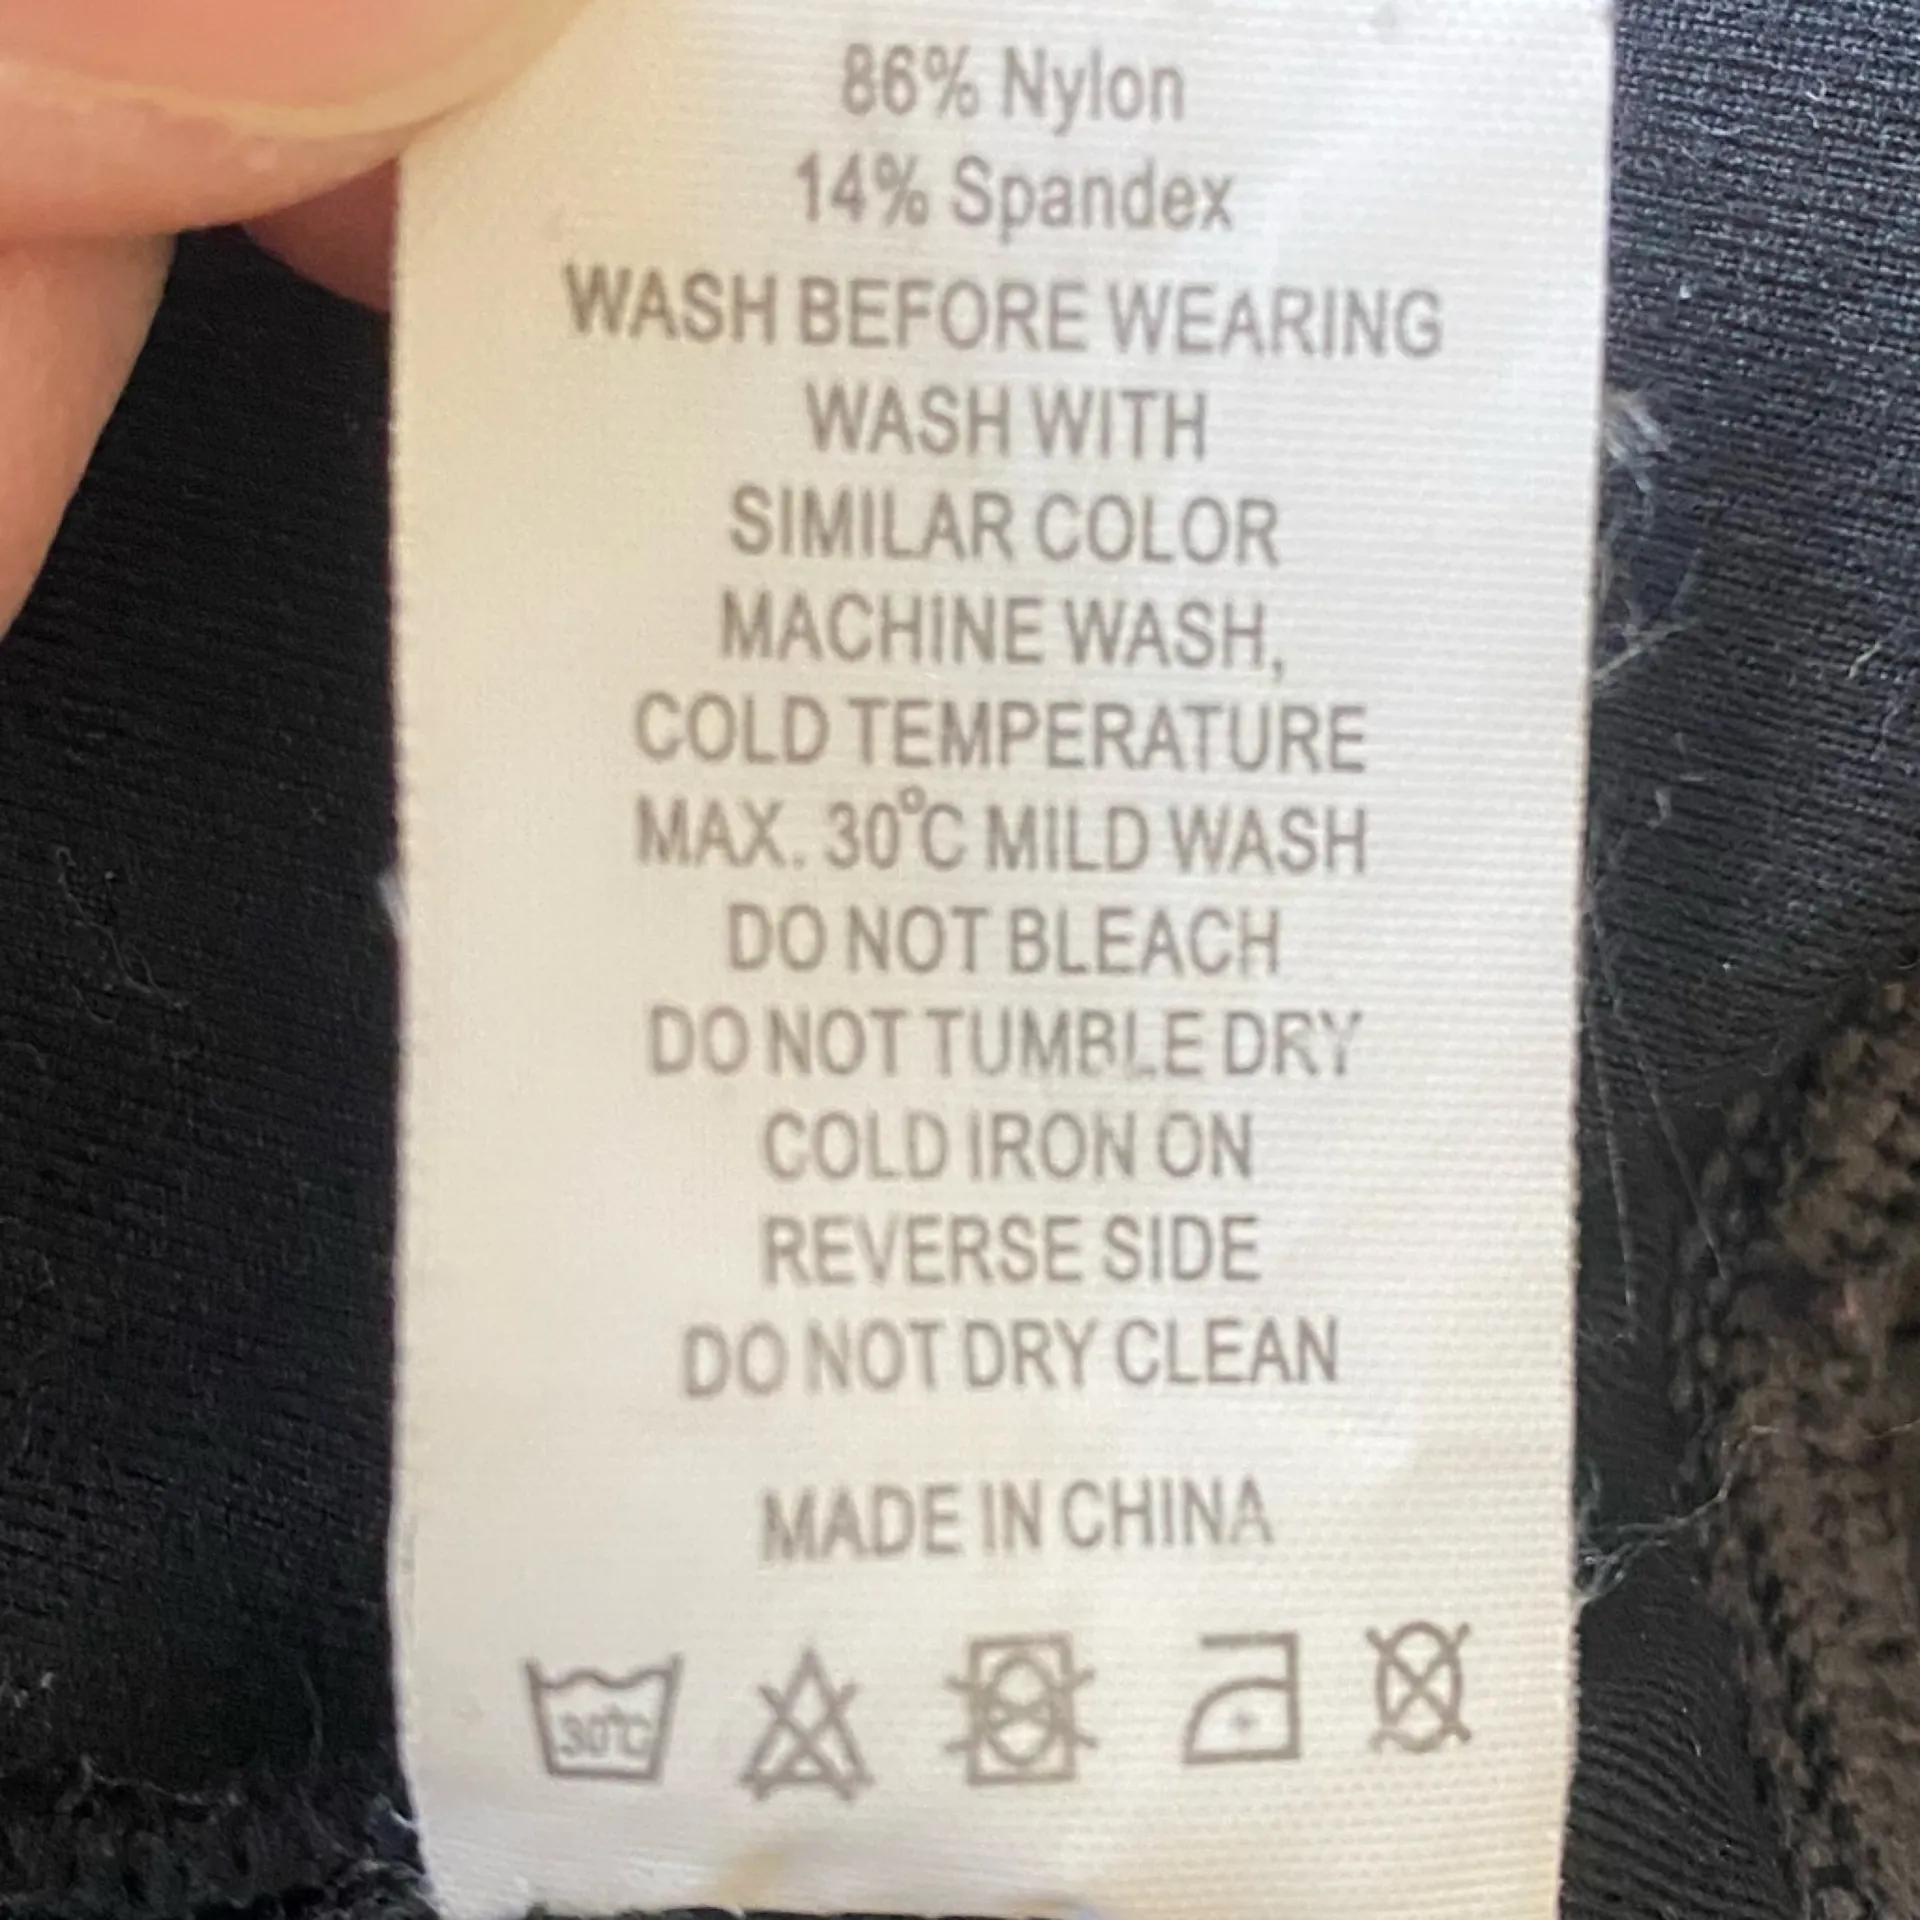 86% Nylon
14% Spandex
WASH BEFORE WEARING
WASH WITH
SIMILAR COLOR
MACHINE WASH,
COLD TEMPERATURE
MAX. 30°C MILD WASH
DO NOT BLEACH
DO NOT TUMBLE DRY
COLD IRON ON
REVERSE SIDE
DO NOT DRY CLEAN
MADE IN CHINA
30°C